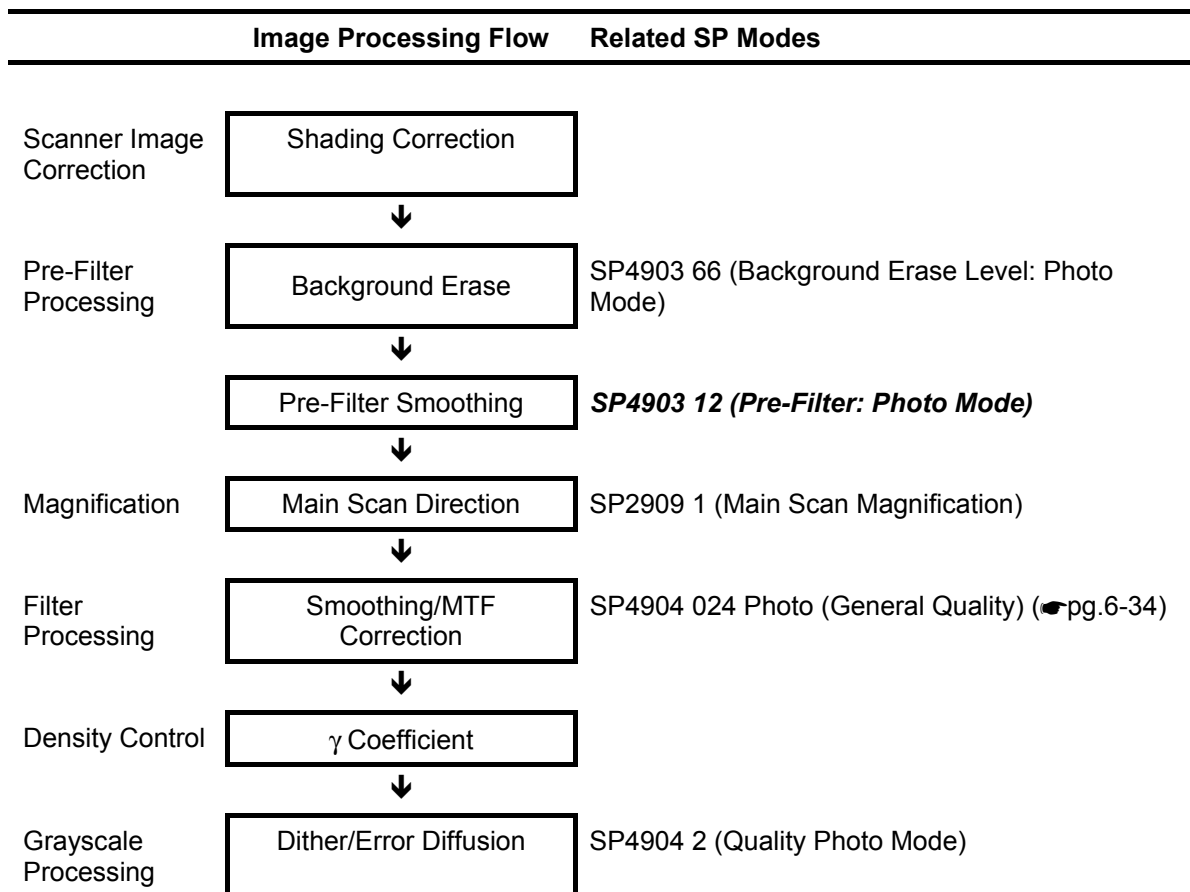 Image Processing Flow Related SP Modes
Scanner Image
Correction
Shading Correction
Pre-Filter
Processing
Background Erase
SP4903 66 (Background Erase Level: Photo
Mode)
Pre-Filter Smoothing
SP4903 12 (Pre-Filter: Photo Mode)
Magnification
Main Scan Direction
SP2909 1 (Main Scan Magnification)
Filter
Processing
Smoothing/MTF
Correction
SP4904 024 Photo (General Quality) (☛pg.6-34)
Density Control
γ Coefficient
Grayscale
Processing
Dither/Error Diffusion
SP4904 2 (Quality Photo Mode)